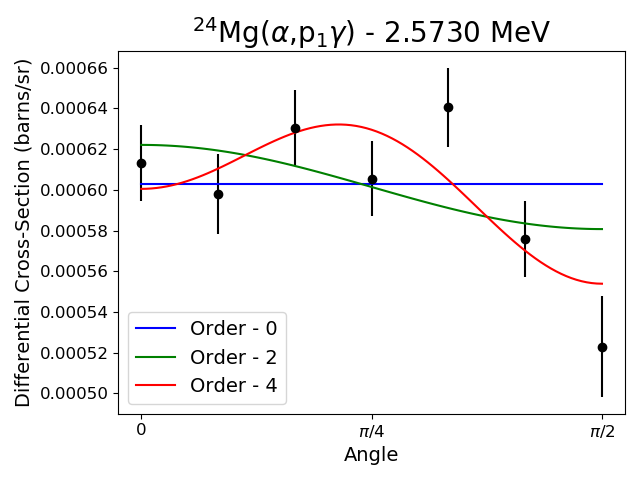 ²⁴Mg(α,p₁γ) - 2.5730 MeV
Differential Cross-Section (barns/sr)
0.00066
0.00064
0.00062
0.00060
0.00058
0.00056
0.00054
0.00052
0.00050
Order - 0
Order - 2
Order - 4
0 π/4 π/2
Angle